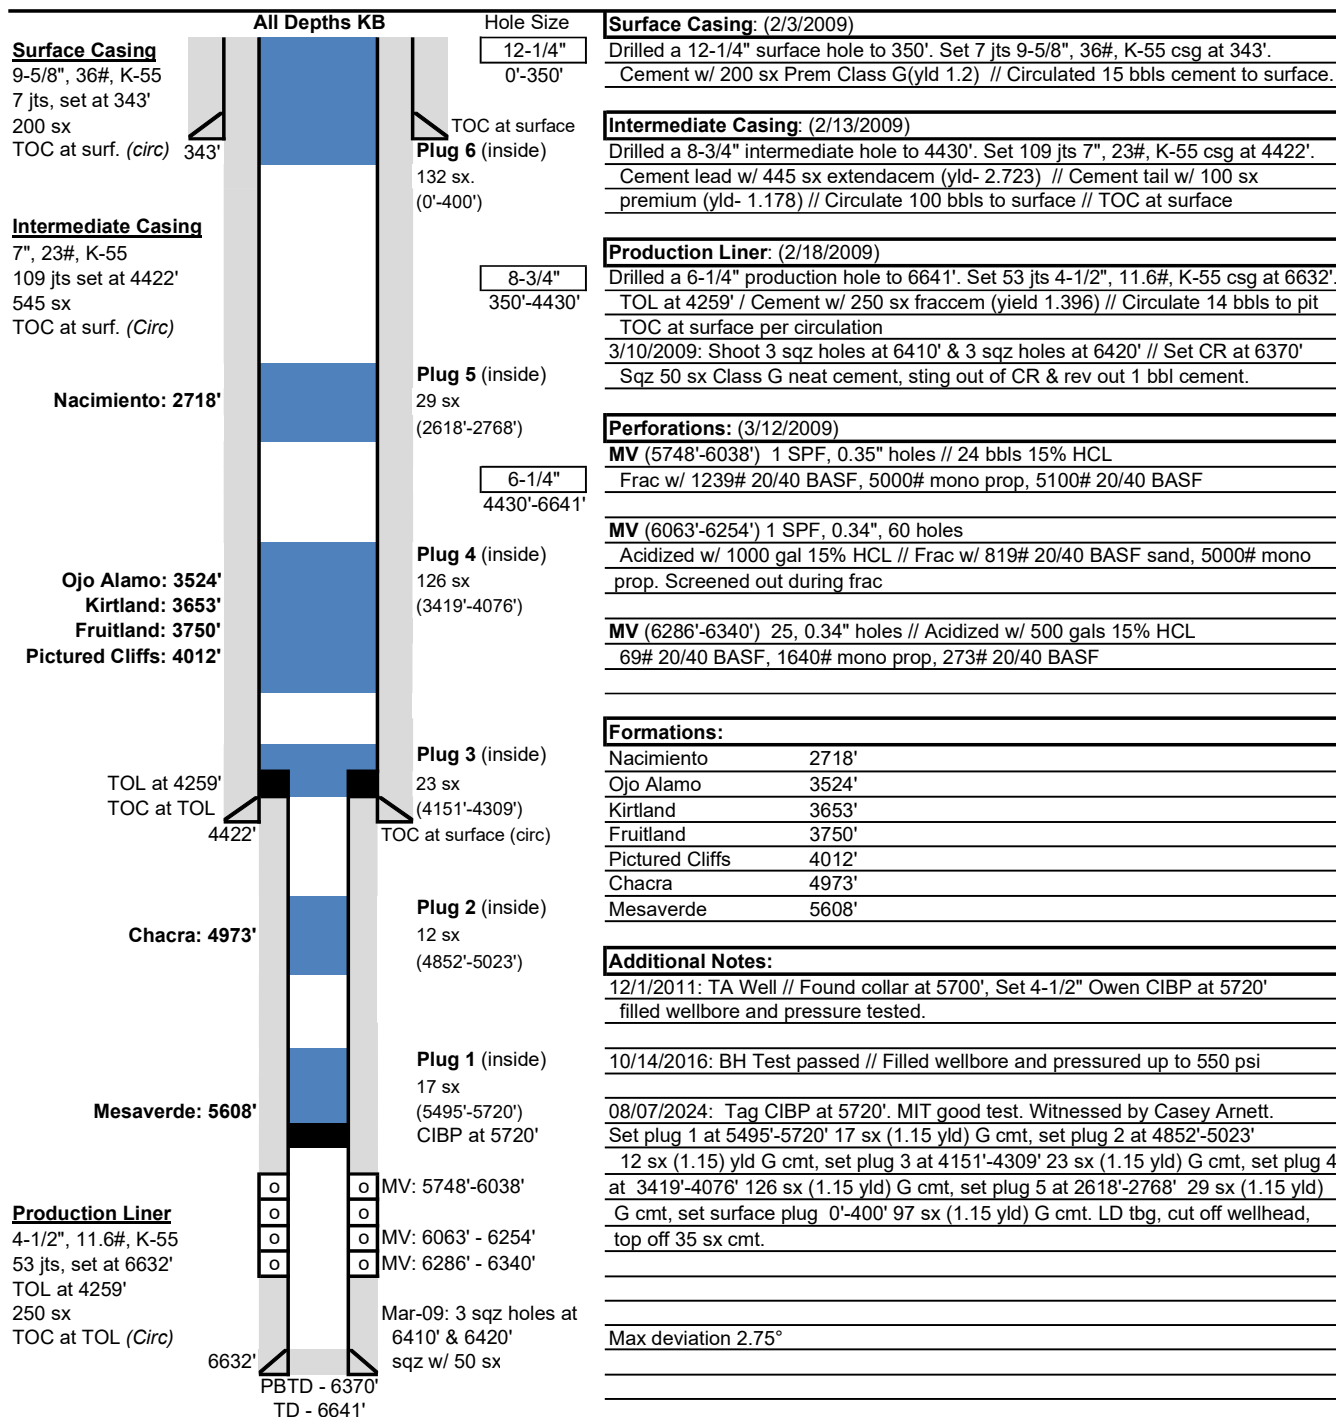 All Depths KB
Hole Size
Surface Casing
9-5/8", 36#, K-55
7 jts, set at 343'
200 sx
TOC at surf. (circ)
343'
12-1/4"
0'-350'
TOC at surface
Plug 6 (inside)
132 sx.
(0'-400')
Intermediate Casing
7", 23#, K-55
109 jts set at 4422'
545 sx
TOC at surf. (Circ)
8-3/4"
350'-4430'
Nacimiento: 2718'
Plug 5 (inside)
29 sx
(2618'-2768')
6-1/4"
4430'-6641'
Ojo Alamo: 3524'
Kirtland: 3653'
Fruitland: 3750'
Pictured Cliffs: 4012'
Plug 4 (inside)
126 sx
(3419'-4076')
Plug 3 (inside)
23 sx
(4151'-4309')
TOL at 4259'
TOC at TOL
4422'
TOC at surface (circ)
Chacra: 4973'
Plug 2 (inside)
12 sx
(4852'-5023')
Mesaverde: 5608'
Plug 1 (inside)
17 sx
(5495'-5720')
CIBP at 5720'
o o MV: 5748'-6038'
o o
o o MV: 6063' - 6254'
o o MV: 6286' - 6340'
Production Liner
4-1/2", 11.6#, K-55
53 jts, set at 6632'
TOL at 4259'
250 sx
TOC at TOL (Circ)
Mar-09: 3 sqz holes at
6410' & 6420'
sqz w/ 50 sx
6632'
PBTD - 6370'
TD - 6641'
Surface Casing: (2/3/2009)
Drilled a 12-1/4" surface hole to 350'. Set 7 jts 9-5/8", 36#, K-55 csg at 343'.
Cement w/ 200 sx Prem Class G(yld 1.2) // Circulated 15 bbls cement to surface.
Intermediate Casing: (2/13/2009)
Drilled a 8-3/4" intermediate hole to 4430'. Set 109 jts 7", 23#, K-55 csg at 4422'.
Cement lead w/ 445 sx extendacem (yld- 2.723) // Cement tail w/ 100 sx
premium (yld- 1.178) // Circulate 100 bbls to surface // TOC at surface
Production Liner: (2/18/2009)
Drilled a 6-1/4" production hole to 6641'. Set 53 jts 4-1/2", 11.6#, K-55 csg at 6632'.
TOL at 4259' / Cement w/ 250 sx fraccem (yield 1.396) // Circulate 14 bbls to pit
TOC at surface per circulation
3/10/2009: Shoot 3 sqz holes at 6410' & 3 sqz holes at 6420' // Set CR at 6370'
Sqz 50 sx Class G neat cement, sting out of CR & rev out 1 bbl cement.
Perforations: (3/12/2009)
MV (5748'-6038') 1 SPF, 0.35" holes // 24 bbls 15% HCL
Frac w/ 1239# 20/40 BASF, 5000# mono prop, 5100# 20/40 BASF
MV (6063'-6254') 1 SPF, 0.34", 60 holes
Acidized w/ 1000 gal 15% HCL // Frac w/ 819# 20/40 BASF sand, 5000# mono
prop. Screened out during frac
MV (6286'-6340') 25, 0.34" holes // Acidized w/ 500 gals 15% HCL
69# 20/40 BASF, 1640# mono prop, 273# 20/40 BASF
Formations:
Nacimiento 2718'
Ojo Alamo 3524'
Kirtland 3653'
Fruitland 3750'
Pictured Cliffs 4012'
Chacra 4973'
Mesaverde 5608'
Additional Notes:
12/1/2011: TA Well // Found collar at 5700', Set 4-1/2" Owen CIBP at 5720'
filled wellbore and pressure tested.
10/14/2016: BH Test passed // Filled wellbore and pressured up to 550 psi
08/07/2024: Tag CIBP at 5720'. MIT good test. Witnessed by Casey Arnett.
Set plug 1 at 5495'-5720' 17 sx (1.15 yld) G cmt, set plug 2 at 4852'-5023'
12 sx (1.15) yld G cmt, set plug 3 at 4151'-4309' 23 sx (1.15 yld) G cmt, set plug 4
at 3419'-4076' 126 sx (1.15 yld) G cmt, set plug 5 at 2618'-2768' 29 sx (1.15 yld)
G cmt, set surface plug 0'-400' 97 sx (1.15 yld) G cmt. LD tbg, cut off wellhead,
top off 35 sx cmt.
Max deviation 2.75°